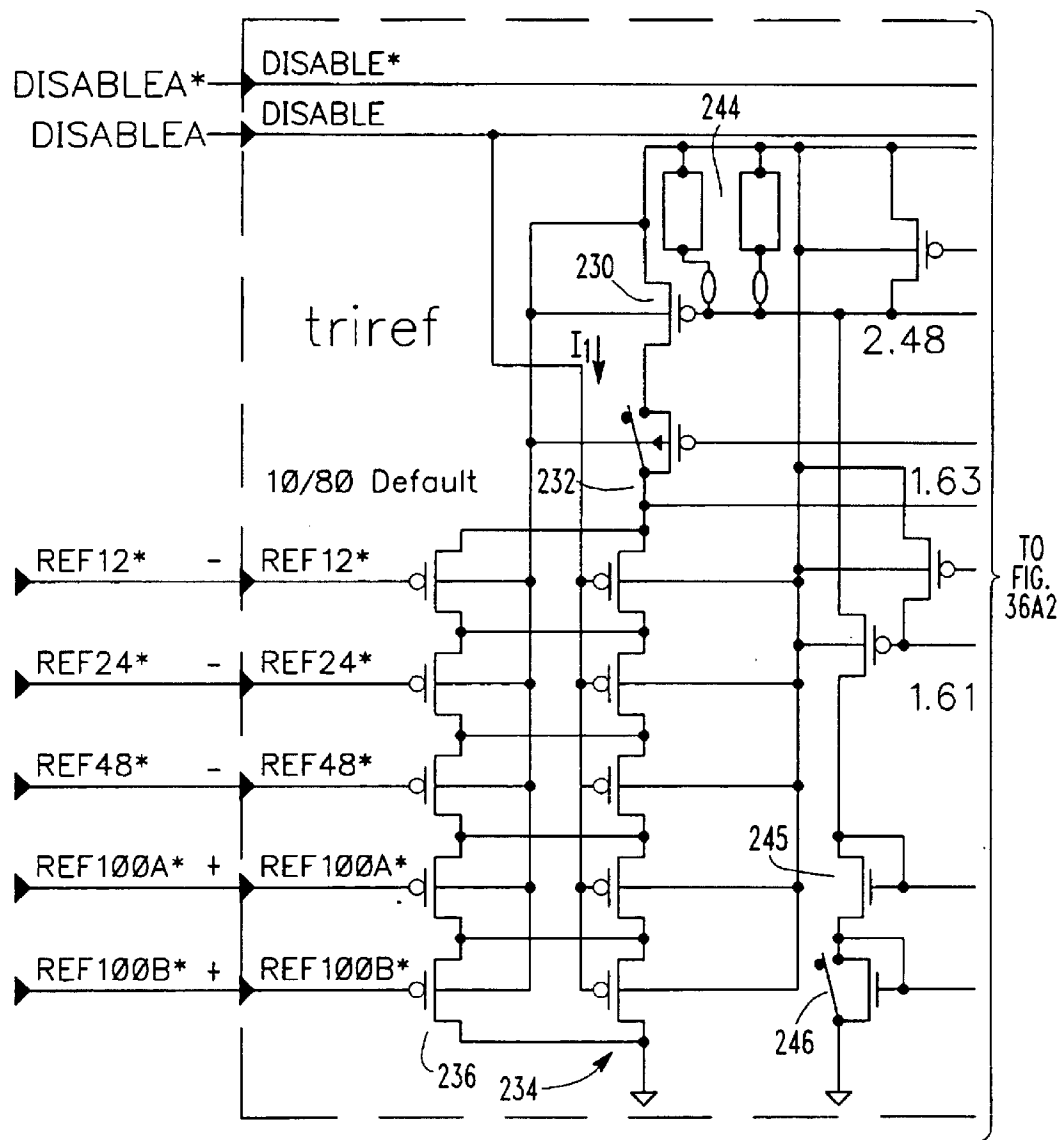 DISABLEA* DISABLE*
DISABLEA DISABLE
244
230
triref
I1
2.48
10/80 Default
232
1.63
TO
FIG.
36A2
REF12* - REF12*
REF24* - REF24*
1.61
REF48* - REF48*
245
REF100A* + REF100A*
REF100B* + REF100B*
236
234
246